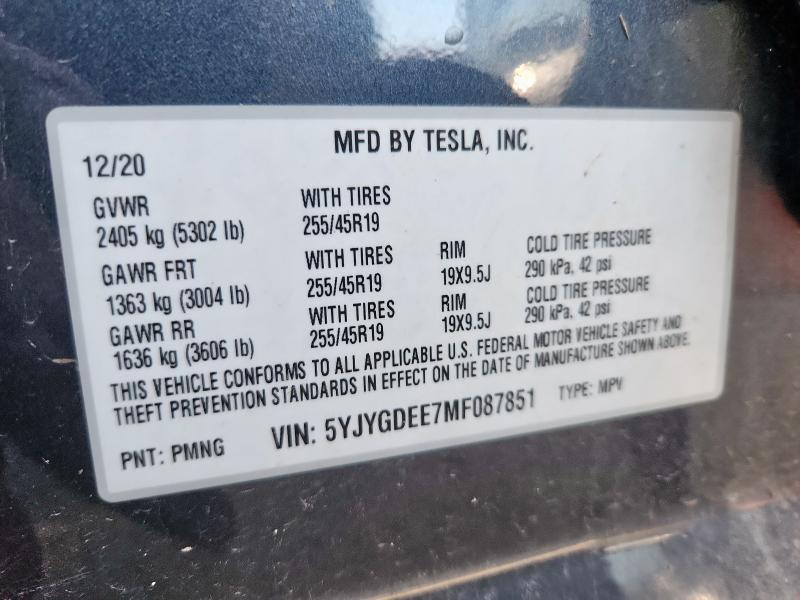 MFD BY TESLA, INC.
12/20
GVWR WITH TIRES
2405 kg (5302 lb) 255/45R19
GAWR FRT WITH TIRES RIM COLD TIRE PRESSURE
1363 kg (3004 lb) 255/45R19 19X9.5J 290 kPa, 42 psi
GAWR RR WITH TIRES RIM COLD TIRE PRESSURE
1636 kg (3606 lb) 255/45R19 19X9.5J 290 kPa, 42 psi
THIS VEHICLE CONFORMS TO ALL APPLICABLE U.S. FEDERAL MOTOR VEHICLE SAFETY AND
THEFT PREVENTION STANDARDS IN EFFECT ON THE DATE OF MANUFACTURE SHOWN ABOVE.
PNT: PMNG VIN: 5YJYGDEE7MF087851 TYPE: MPV